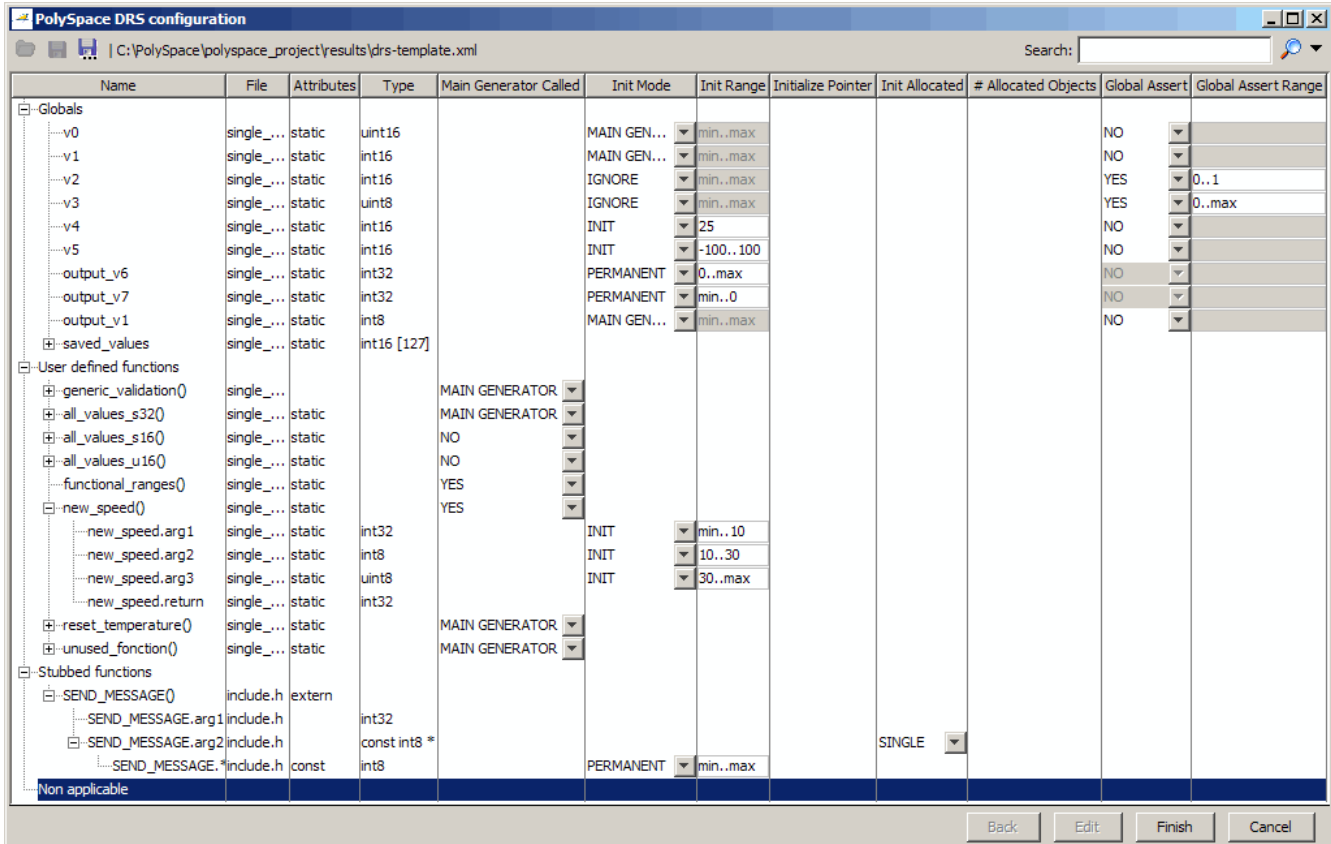 PolySpace DRS configuration
| C:\PolySpace\polyspace_project\results\drs-template.xml Search:
Name File Attributes Type Main Generator Called Init Mode Init Range Initialize Pointer Init Allocated # Allocated Objects Global Assert Global Assert Range
Globals
v0 single_... static uint16 MAIN GEN... min..max NO
v1 single_... static int16 MAIN GEN... min..max NO
v2 single_... static int16 IGNORE min..max YES 0..1
v3 single_... static uint8 IGNORE min..max YES 0..max
v4 single_... static int16 INIT 25 NO
v5 single_... static int16 INIT -100..100 NO
output_v6 single_... static int32 PERMANENT 0..max NO
output_v7 single_... static int32 PERMANENT min..0 NO
output_v1 single_... static int8 MAIN GEN... min..max NO
saved_values single_... static int16 [127]
User defined functions
generic_validation() single_... MAIN GENERATOR
all_values_s32() single_... static MAIN GENERATOR
all_values_s16() single_... static NO
all_values_u16() single_... static NO
functional_ranges() single_... static YES
new_speed() single_... static YES
new_speed.arg1 single_... static int32 INIT min..10
new_speed.arg2 single_... static int8 INIT 10..30
new_speed.arg3 single_... static uint8 INIT 30..max
new_speed.return single_... static int32
reset_temperature() single_... static MAIN GENERATOR
unused_fonction() single_... static MAIN GENERATOR
Stubbed functions
SEND_MESSAGE() include.h extern
SEND_MESSAGE.arg1 include.h int32
SEND_MESSAGE.arg2 include.h const int8 * SINGLE
SEND_MESSAGE.* include.h const int8 PERMANENT min..max
Non applicable
Back Edit Finish Cancel